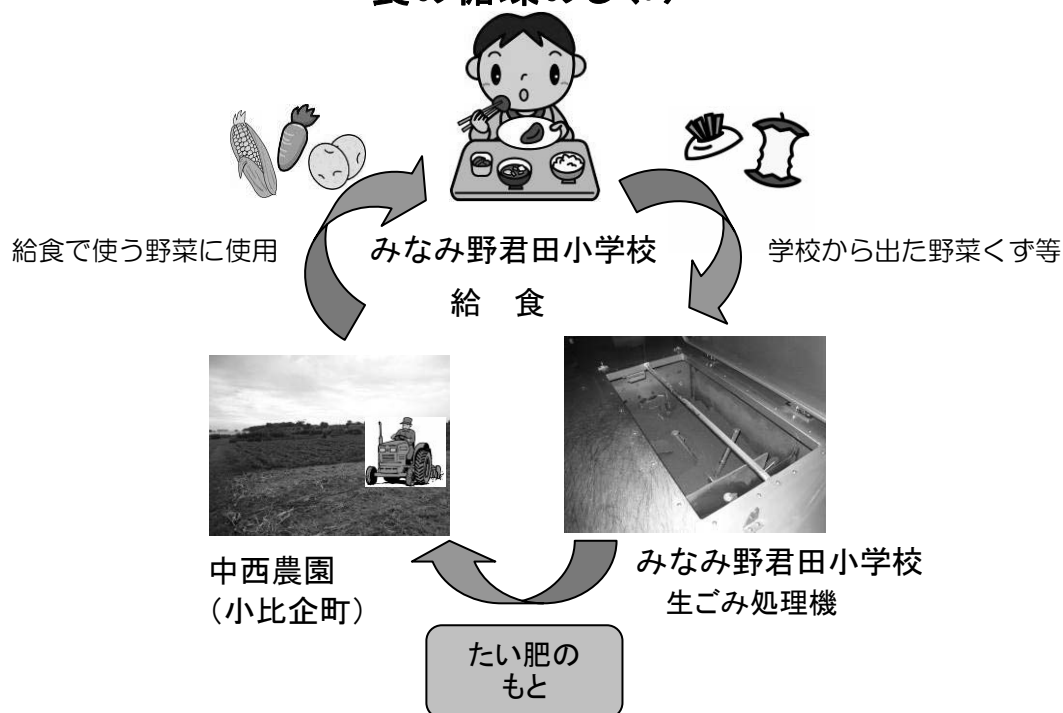 給食で使う野菜に使用
みなみ野君田小学校
給 食
学校から出た野菜くず等
中西農園
（小比企町）
みなみ野君田小学校
生ごみ処理機
たい肥の
もと